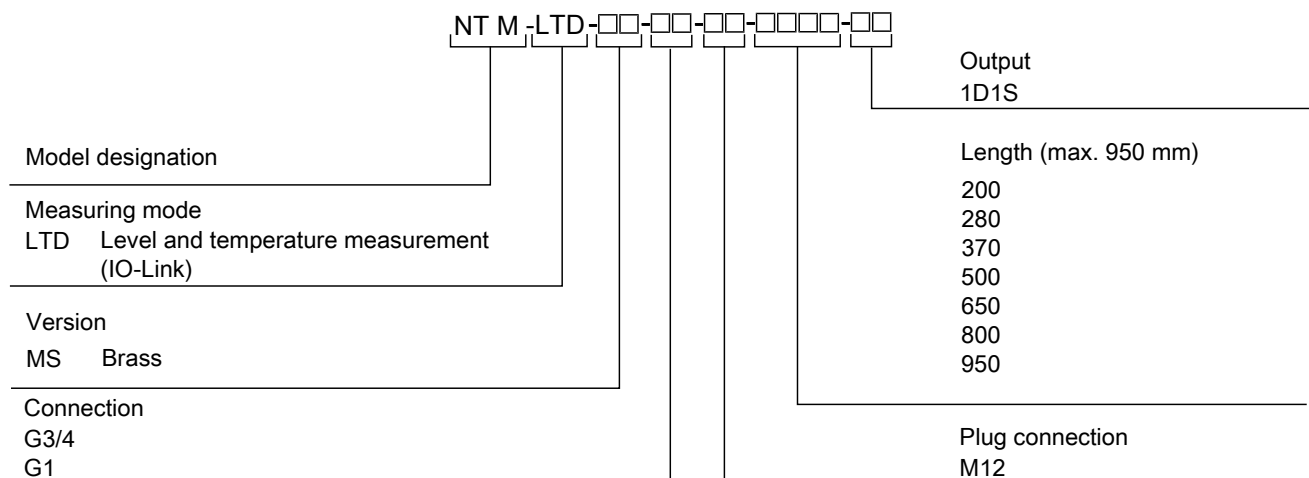 NT M -LTD-□□-□□-□□-□□□□-□□
Model designation
Measuring mode
LTD Level and temperature measurement
(IO-Link)
Version
MS Brass
Connection
G3/4
G1
Output
1D1S
Length (max. 950 mm)
200
280
370
500
650
800
950
Plug connection
M12